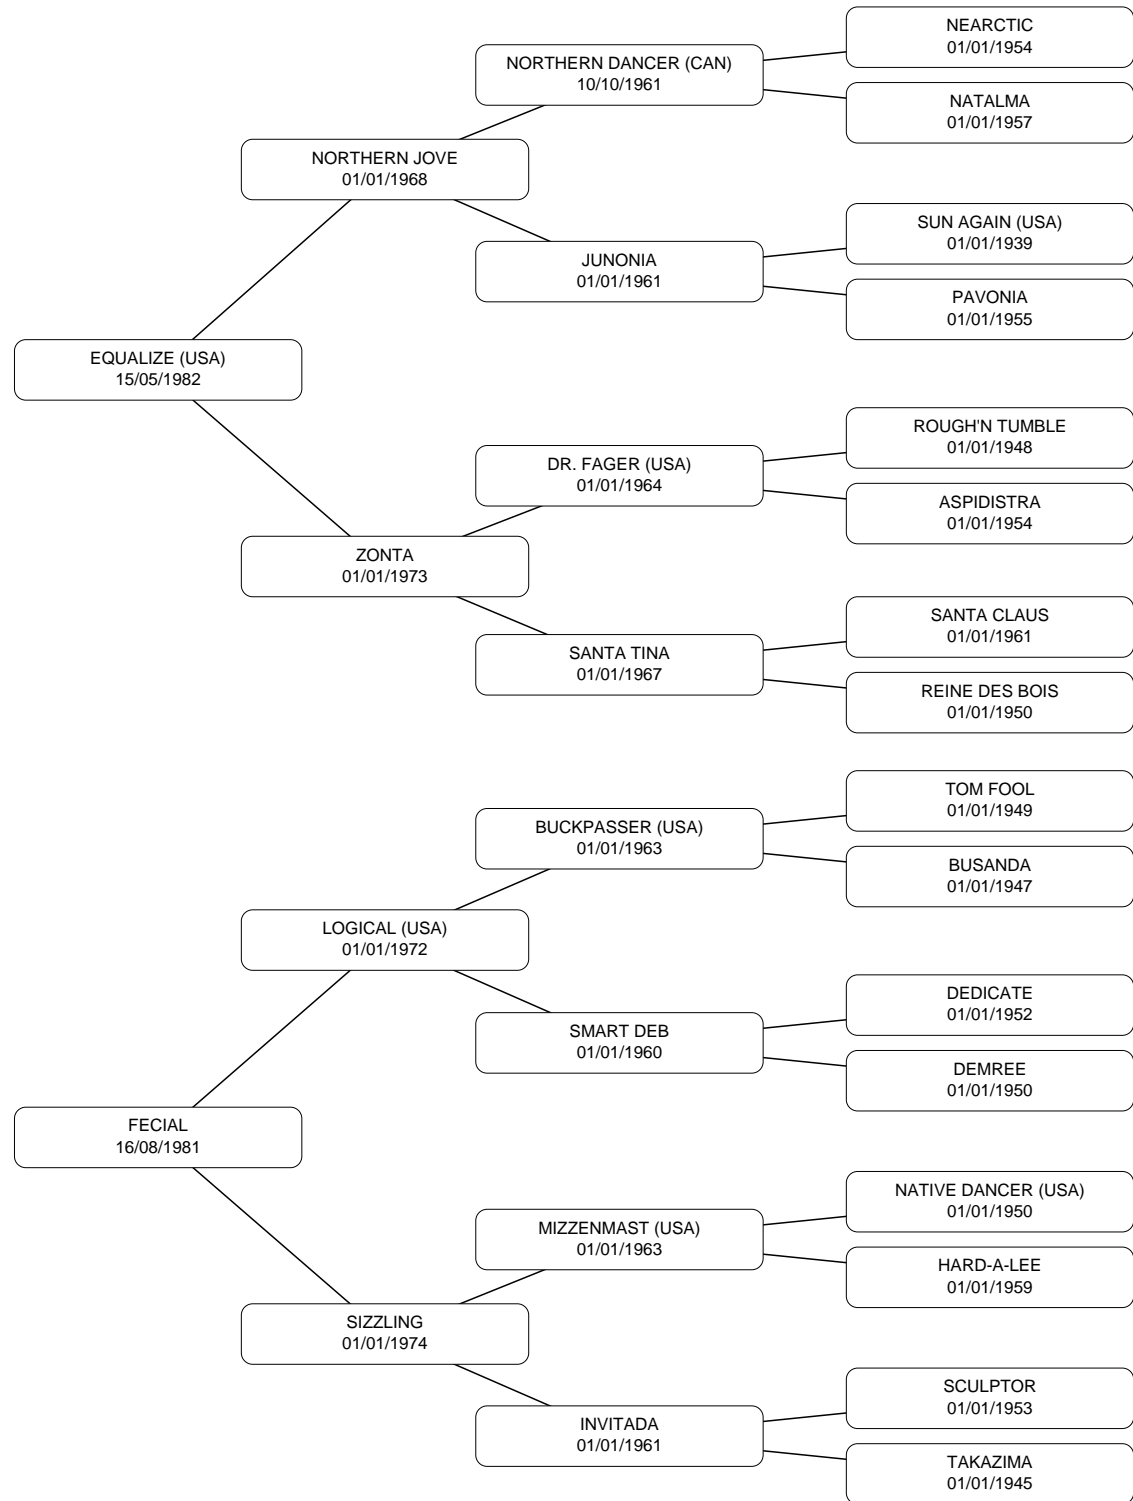 NEARCTIC
01/01/1954
NORTHERN DANCER (CAN)
10/10/1961
NATALMA
01/01/1957
NORTHERN JOVE
01/01/1968
SUN AGAIN (USA)
01/01/1939
JUNONIA
01/01/1961
PAVONIA
01/01/1955
EQUALIZE (USA)
15/05/1982
ROUGH'N TUMBLE
01/01/1948
DR. FAGER (USA)
01/01/1964
ASPIDISTRA
01/01/1954
ZONTA
01/01/1973
SANTA CLAUS
01/01/1961
SANTA TINA
01/01/1967
REINE DES BOIS
01/01/1950
TOM FOOL
01/01/1949
BUCKPASSER (USA)
01/01/1963
BUSANDA
01/01/1947
LOGICAL (USA)
01/01/1972
DEDICATE
01/01/1952
SMART DEB
01/01/1960
DEMREE
01/01/1950
FECIAL
16/08/1981
NATIVE DANCER (USA)
01/01/1950
MIZZENMAST (USA)
01/01/1963
HARD-A-LEE
01/01/1959
SIZZLING
01/01/1974
SCULPTOR
01/01/1953
INVITADA
01/01/1961
TAKAZIMA
01/01/1945